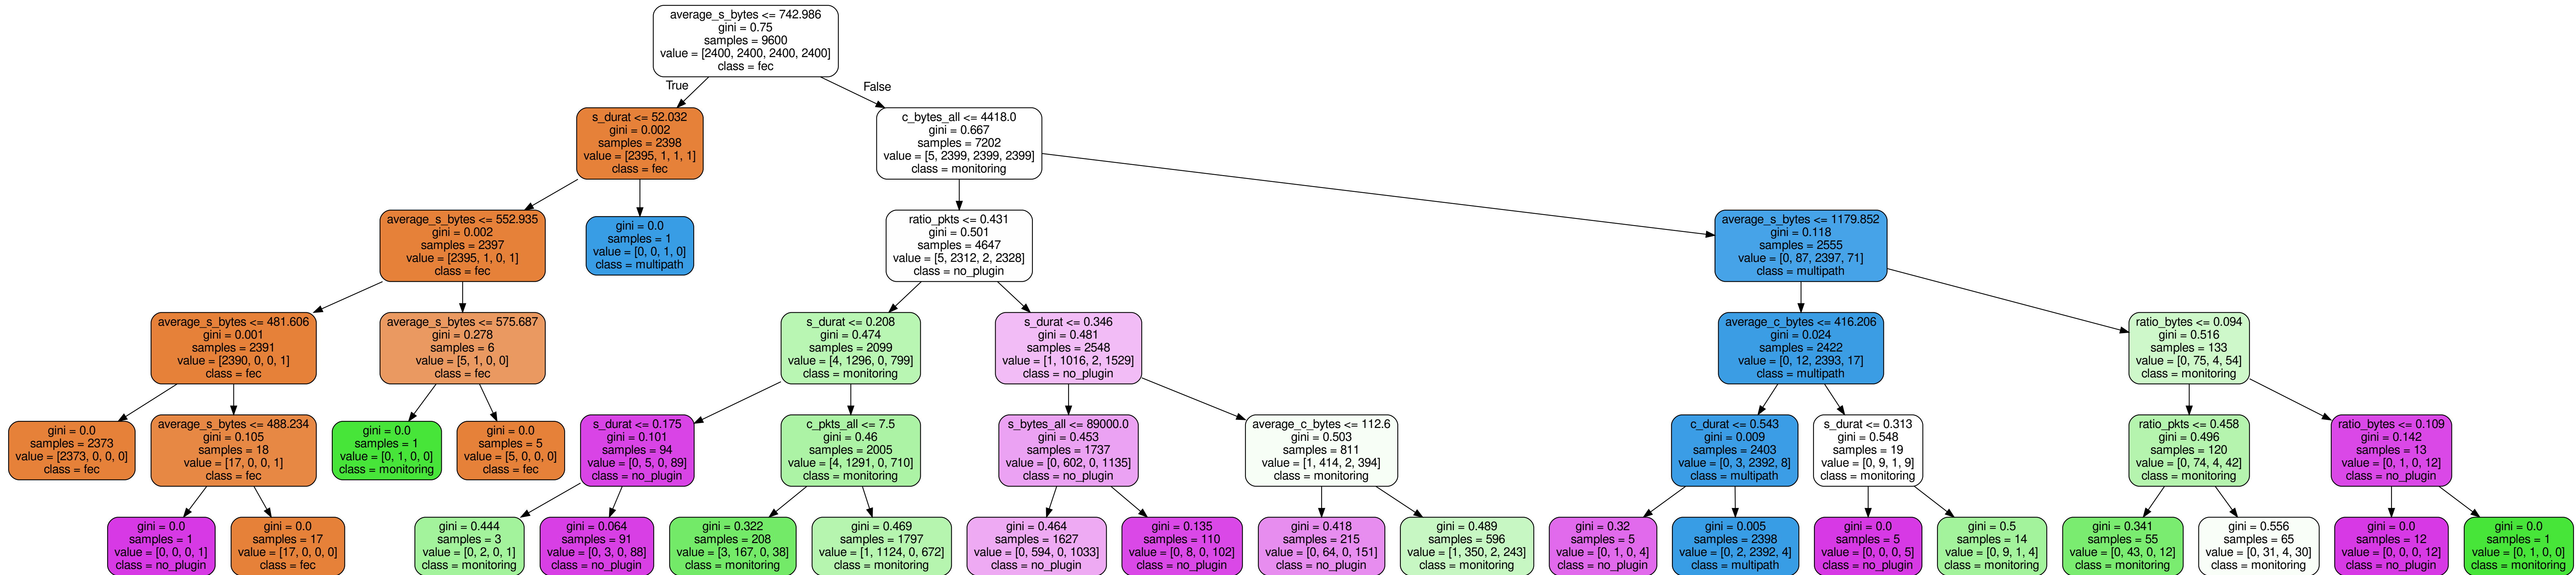 average_s_bytes <= 742.986
gini = 0.75
samples = 9600
value = [2400, 2400, 2400, 2400]
class = fec
True
False
s_durat <= 52.032
gini = 0.002
samples = 2398
value = [2395, 1, 1, 1]
class = fec
c_bytes_all <= 4418.0
gini = 0.667
samples = 7202
value = [5, 2399, 2399, 2399]
class = monitoring
average_s_bytes <= 552.935
gini = 0.002
samples = 2397
value = [2395, 1, 0, 1]
class = fec
gini = 0.0
samples = 1
value = [0, 0, 1, 0]
class = multipath
ratio_pkts <= 0.431
gini = 0.501
samples = 4647
value = [5, 2312, 2, 2328]
class = no_plugin
average_s_bytes <= 1179.852
gini = 0.118
samples = 2555
value = [0, 87, 2397, 71]
class = multipath
average_s_bytes <= 481.606
gini = 0.001
samples = 2391
value = [2390, 0, 0, 1]
class = fec
average_s_bytes <= 575.687
gini = 0.278
samples = 6
value = [5, 1, 0, 0]
class = fec
s_durat <= 0.208
gini = 0.474
samples = 2099
value = [4, 1296, 0, 799]
class = monitoring
s_durat <= 0.346
gini = 0.481
samples = 2548
value = [1, 1016, 2, 1529]
class = no_plugin
average_c_bytes <= 416.206
gini = 0.024
samples = 2422
value = [0, 12, 2393, 17]
class = multipath
ratio_bytes <= 0.094
gini = 0.516
samples = 133
value = [0, 75, 4, 54]
class = monitoring
gini = 0.0
samples = 2373
value = [2373, 0, 0, 0]
class = fec
average_s_bytes <= 488.234
gini = 0.105
samples = 18
value = [17, 0, 0, 1]
class = fec
gini = 0.0
samples = 1
value = [0, 1, 0, 0]
class = monitoring
gini = 0.0
samples = 5
value = [5, 0, 0, 0]
class = fec
s_durat <= 0.175
gini = 0.101
samples = 94
value = [0, 5, 0, 89]
class = no_plugin
c_pkts_all <= 7.5
gini = 0.46
samples = 2005
value = [4, 1291, 0, 710]
class = monitoring
s_bytes_all <= 89000.0
gini = 0.453
samples = 1737
value = [0, 602, 0, 1135]
class = no_plugin
average_c_bytes <= 112.6
gini = 0.503
samples = 811
value = [1, 414, 2, 394]
class = monitoring
c_durat <= 0.543
gini = 0.009
samples = 2403
value = [0, 3, 2392, 8]
class = multipath
s_durat <= 0.313
gini = 0.548
samples = 19
value = [0, 9, 1, 9]
class = monitoring
ratio_pkts <= 0.458
gini = 0.496
samples = 120
value = [0, 74, 4, 42]
class = monitoring
ratio_bytes <= 0.109
gini = 0.142
samples = 13
value = [0, 1, 0, 12]
class = no_plugin
gini = 0.0
samples = 1
value = [0, 0, 0, 1]
class = no_plugin
gini = 0.0
samples = 17
value = [17, 0, 0, 0]
class = fec
gini = 0.444
samples = 3
value = [0, 2, 0, 1]
class = monitoring
gini = 0.064
samples = 91
value = [0, 3, 0, 88]
class = no_plugin
gini = 0.322
samples = 208
value = [3, 167, 0, 38]
class = monitoring
gini = 0.469
samples = 1797
value = [1, 1124, 0, 672]
class = monitoring
gini = 0.464
samples = 1627
value = [0, 594, 0, 1033]
class = no_plugin
gini = 0.135
samples = 110
value = [0, 8, 0, 102]
class = no_plugin
gini = 0.418
samples = 215
value = [0, 64, 0, 151]
class = no_plugin
gini = 0.489
samples = 596
value = [1, 350, 2, 243]
class = monitoring
gini = 0.32
samples = 5
value = [0, 1, 0, 4]
class = no_plugin
gini = 0.005
samples = 2398
value = [0, 2, 2392, 4]
class = multipath
gini = 0.0
samples = 5
value = [0, 0, 0, 5]
class = no_plugin
gini = 0.5
samples = 14
value = [0, 9, 1, 4]
class = monitoring
gini = 0.341
samples = 55
value = [0, 43, 0, 12]
class = monitoring
gini = 0.556
samples = 65
value = [0, 31, 4, 30]
class = monitoring
gini = 0.0
samples = 12
value = [0, 0, 0, 12]
class = no_plugin
gini = 0.0
samples = 1
value = [0, 1, 0, 0]
class = monitoring